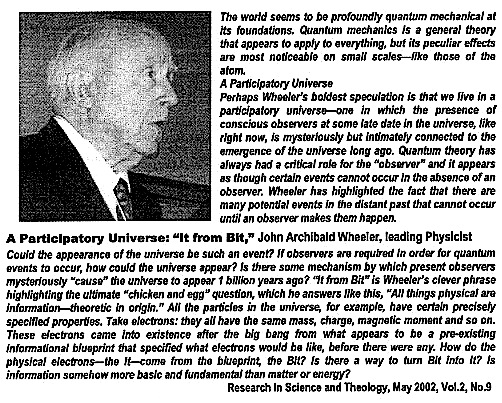 The world seems to be profoundly quantum mechanical at
its foundations. Quantum mechanics is a general theory
that appears to apply to everything, but its peculiar effects
are most noticeable on small scales—like those of the
atom.
A Participatory Universe
Perhaps Wheeler's boldest speculation is that we live in a
participatory universe—one in which the presence of
conscious observers at some late date in the universe, like
right now, is mysteriously but intimately connected to the
emergence of the universe long ago. Quantum theory has
always had a critical role for the "observer" and it appears
as though certain events cannot occur in the absence of an
observer. Wheeler has highlighted the fact that there are
many potential events in the distant past that cannot occur
until an observer makes them happen.
A Participatory Universe: "It from Bit," John Archibald Wheeler, leading Physicist
Could the appearance of the universe be such an event? If observers are required in order for quantum
events to occur, how could the universe appear? Is there some mechanism by which present observers
mysteriously "cause" the universe to appear 1 billion years ago? "It from Bit" is Wheeler's clever phrase
highlighting the ultimate "chicken and egg" question, which he answers like this, "All things physical are
information—theoretic in origin." All the particles in the universe, for example, have certain precisely
specified properties. Take electrons: they all have the same mass, charge, magnetic moment and so on.
These electrons came into existence after the big bang from what appears to be a pre-existing
informational blueprint that specified what electrons would be like, before there were any. How do the
physical electrons—the It—come from the blueprint, the Bit? Is there a way to turn Bit into It? Is
information somehow more basic and fundamental than matter or energy?
Research in Science and Theology, May 2002, Vol.2, No.9